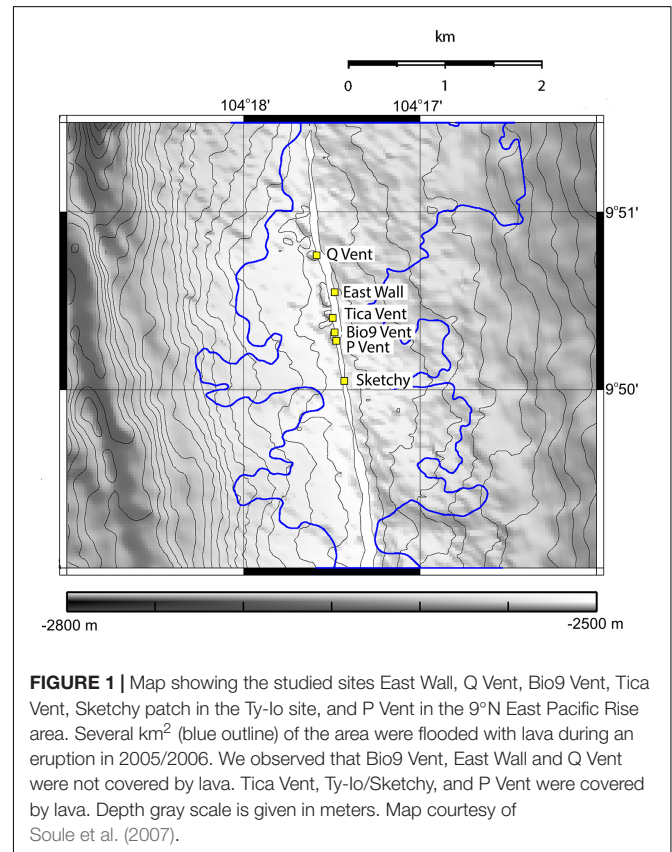 km
0 1 2
104°18' 104°17'
9°51'
Q Vent
East Wall
Tica Vent
Bio9 Vent
P Vent
Sketchy
9°50'
-2800 m -2500 m
FIGURE 1 | Map showing the studied sites East Wall, Q Vent, Bio9 Vent, Tica
Vent, Sketchy patch in the Ty-Io site, and P Vent in the 9°N East Pacific Rise
area. Several km² (blue outline) of the area were flooded with lava during an
eruption in 2005/2006. We observed that Bio9 Vent, East Wall and Q Vent
were not covered by lava. Tica Vent, Ty-Io/Sketchy, and P Vent were covered
by lava. Depth gray scale is given in meters. Map courtesy of
Soule et al. (2007).